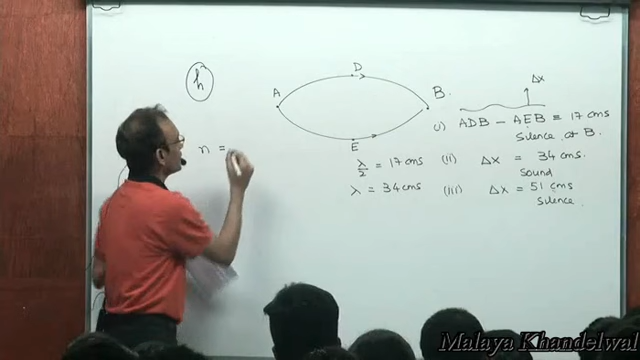 h
D
Δx
A
B.
(i) ADB - AEB = 17 cms
Silence at B.
E
λ/2 = 17 cms (ii) Δx = 34 cms.
Sound
λ = 34 cms (iii) Δx = 51 cms
Silence.
n =
Malaya Khandelwal